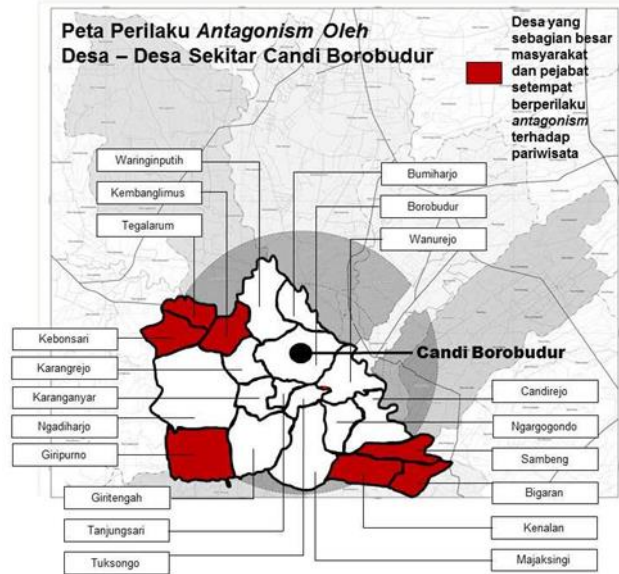 Peta Perilaku Antagonism Oleh
Desa – Desa Sekitar Candi Borobudur
Desa yang
sebagian besar
masyarakat
dan pejabat
setempat
berperilaku
antagonism
terhadap
pariwisata
Waringinputih
Kembanglimus
Tegalarum
Bumiharjo
Borobudur
Wanurejo
Kebonsari
Karangrejo
Karanganyar
Ngadiharjo
Giripurno
Candi Borobudur
Candirejo
Ngargogondo
Sambeng
Bigaran
Kenalan
Majaksingi
Giritengah
Tanjungsari
Tuksongo